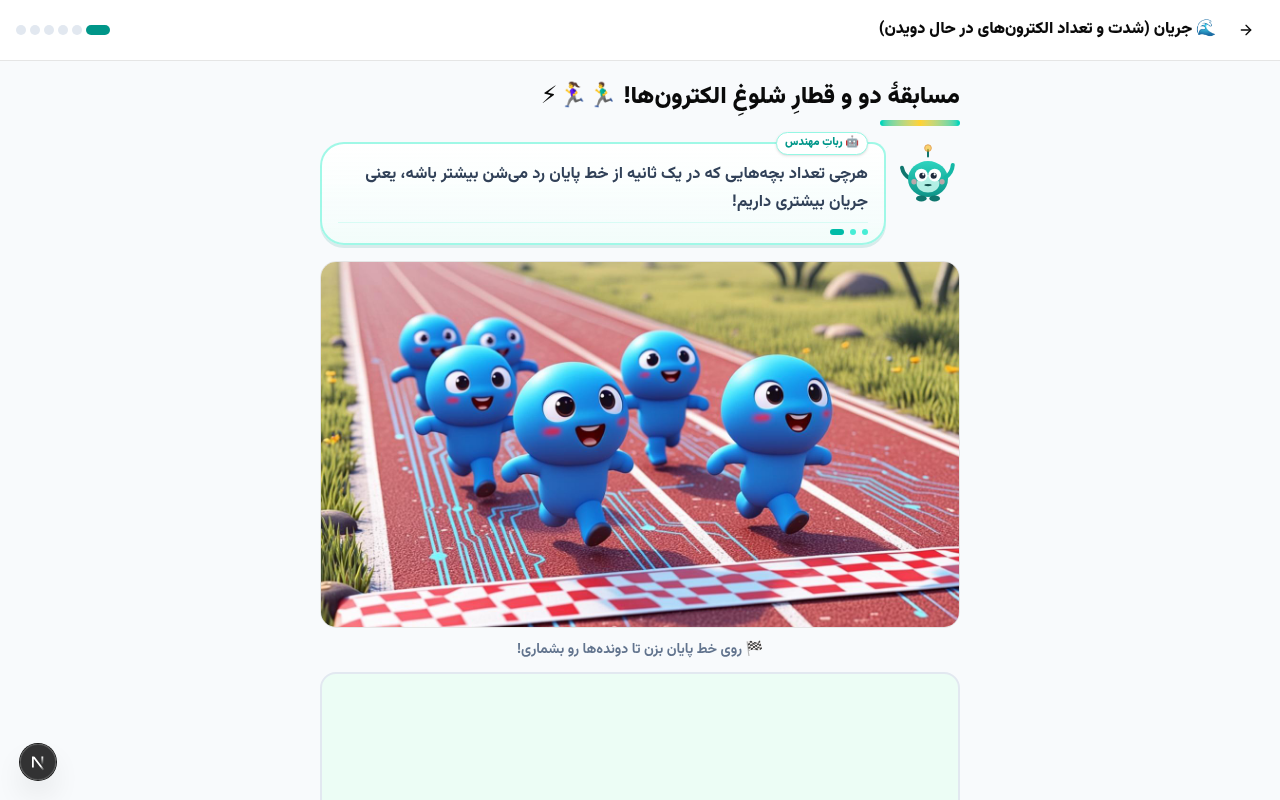 🌊 جریان (شدت و تعداد الکترون‌های در حال دویدن)
مسابقهٔ دو و قطارِ شلوغِ الکترون‌ها! 🏃‍♂️🏃‍♀️⚡
🤖 رباتِ مهندس
هرچی تعداد بچه‌هایی که در یک ثانیه از خط پایان رد می‌شن بیشتر باشه، یعنی
جریان بیشتری داریم!
🏁 روی خط پایان بزن تا دونده‌ها رو بشماری!
N